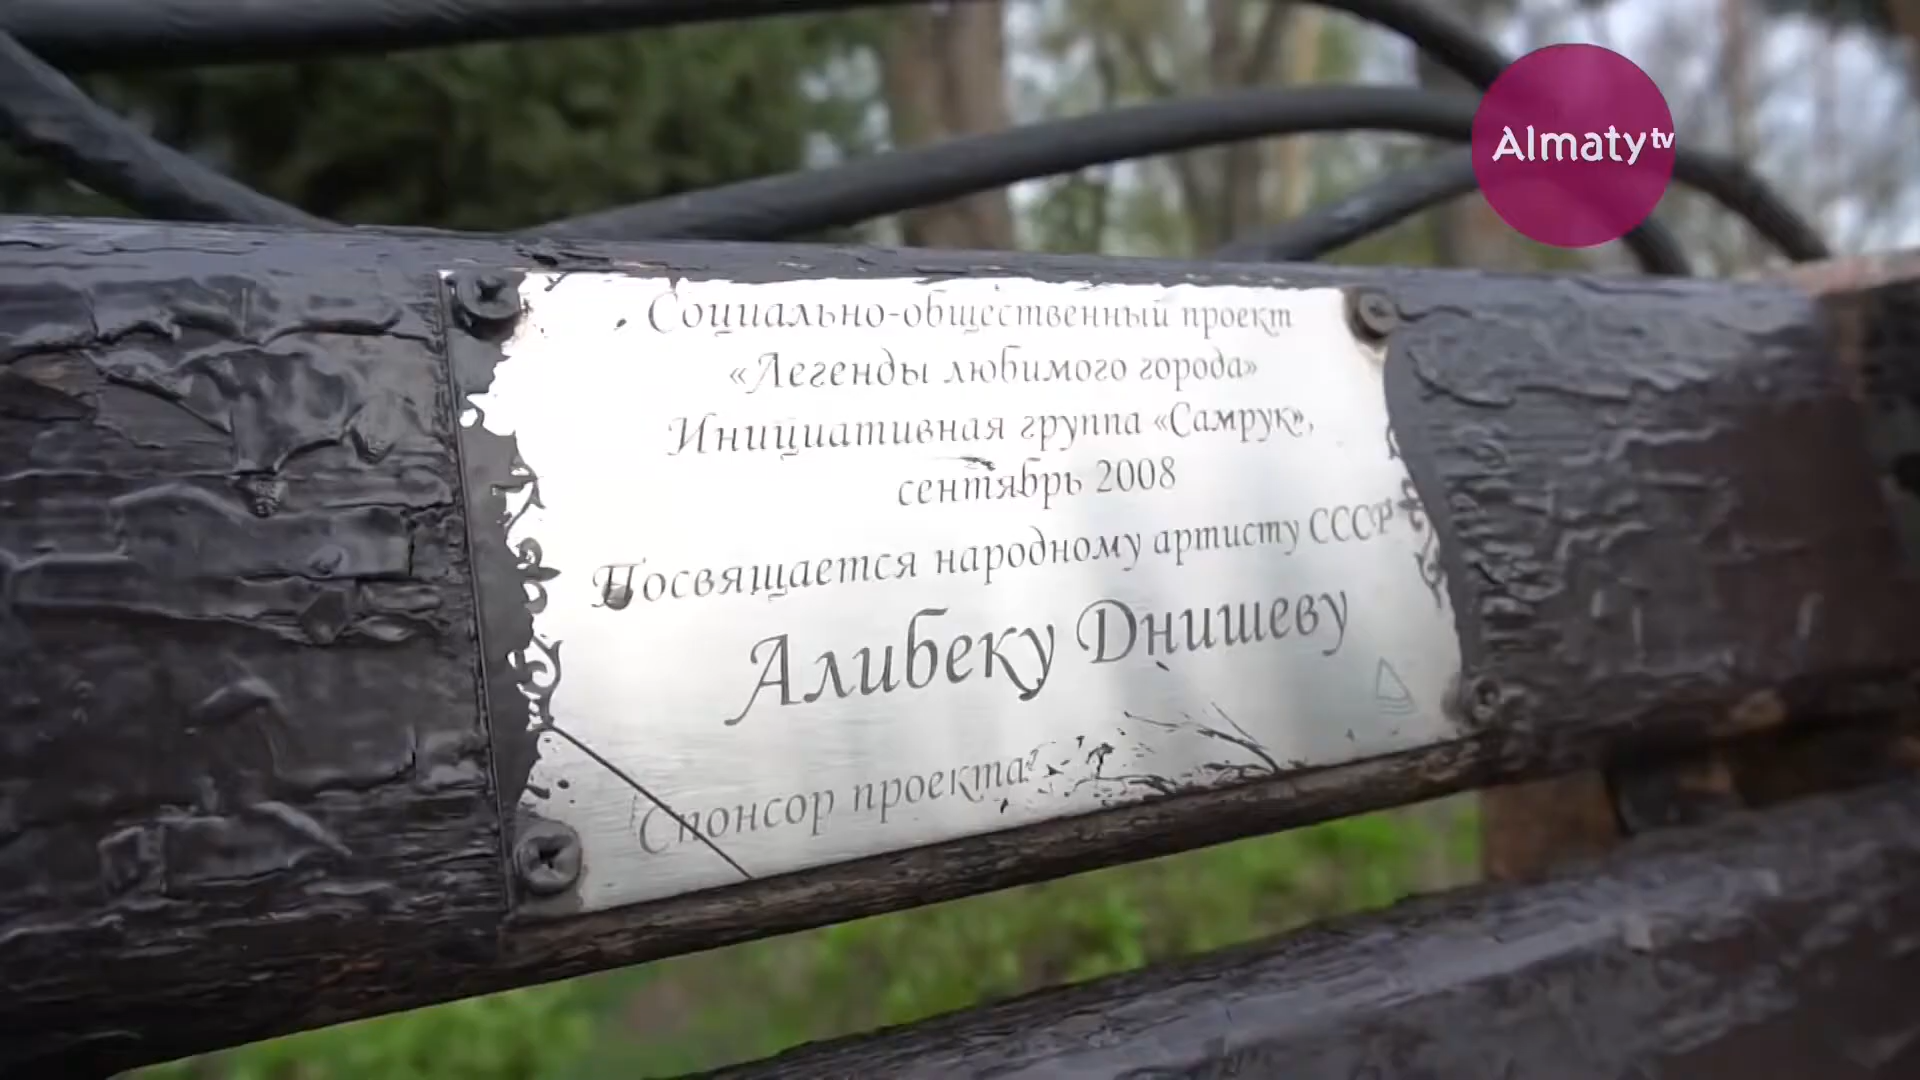 Almaty tv
Социально-общественный проект
«Легенды любимого города»
Инициативная группа «Самрук»,
сентябрь 2008
Посвящается народному артисту СССР
Алибеку Днишеву
Спонсор проекта